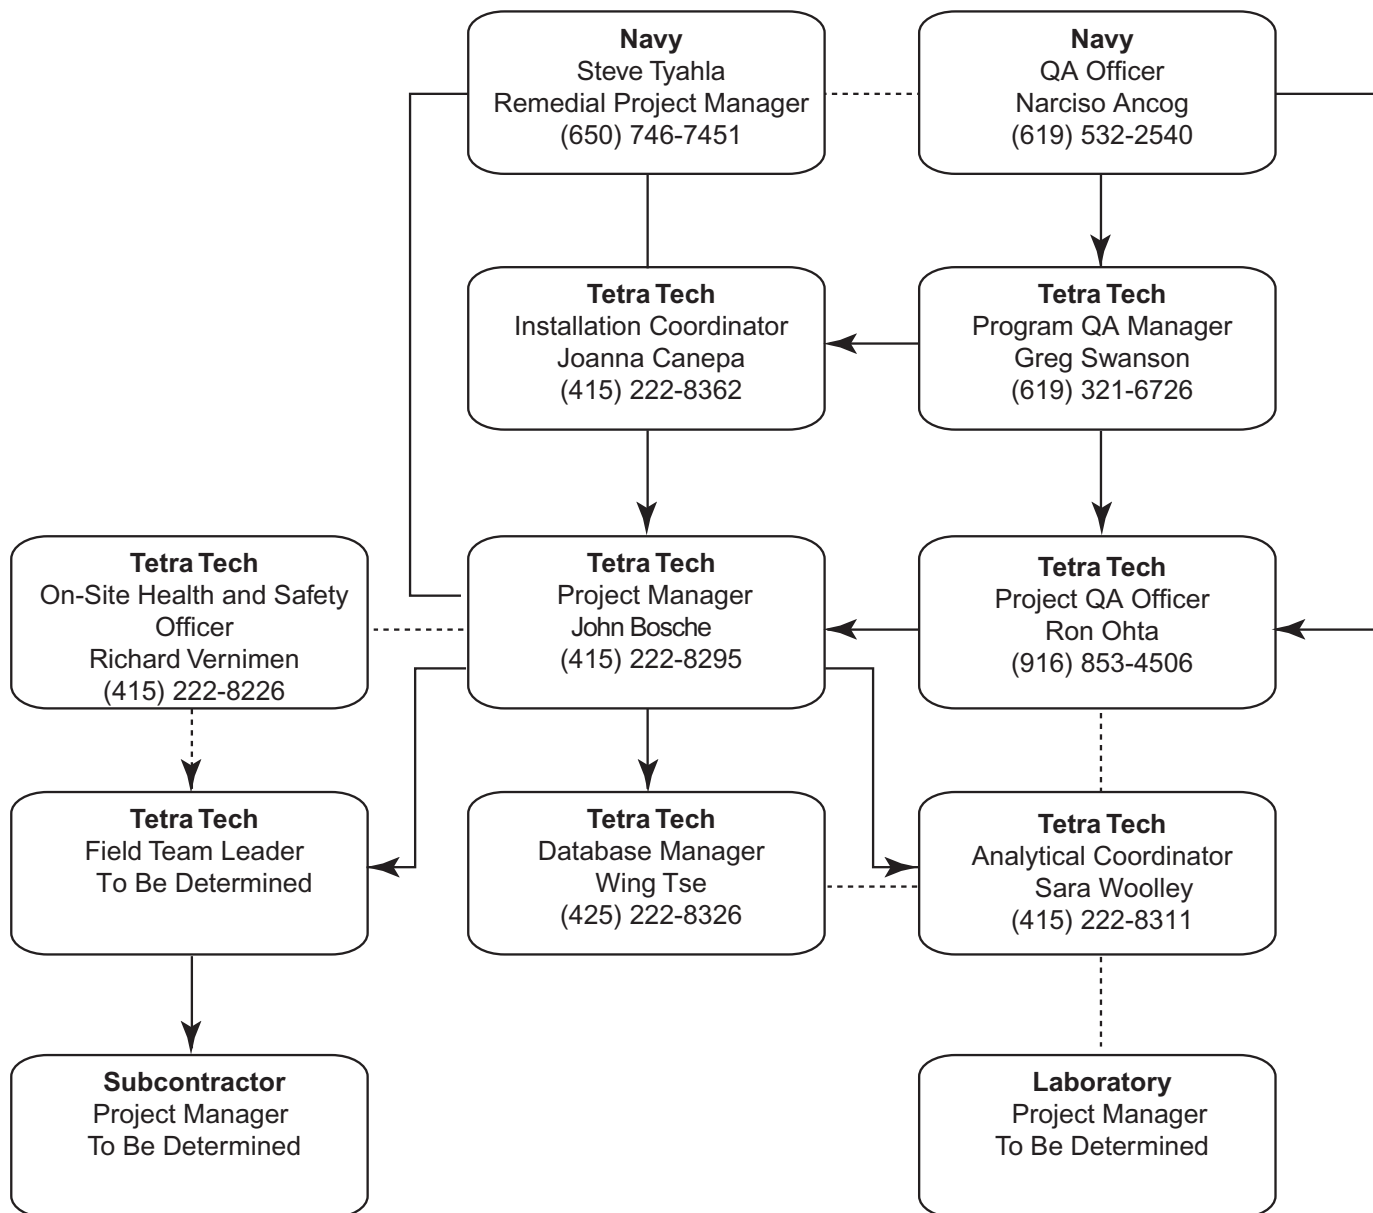 Navy
Steve Tyahla
Remedial Project Manager
(650) 746-7451
Navy
QA Officer
Narciso Ancog
(619) 532-2540
Tetra Tech
Installation Coordinator
Joanna Canepa
(415) 222-8362
Tetra Tech
Program QA Manager
Greg Swanson
(619) 321-6726
Tetra Tech
On-Site Health and Safety
Officer
Richard Vernimen
(415) 222-8226
Tetra Tech
Project Manager
John Bosche
(415) 222-8295
Tetra Tech
Project QA Officer
Ron Ohta
(916) 853-4506
Tetra Tech
Field Team Leader
To Be Determined
Tetra Tech
Database Manager
Wing Tse
(425) 222-8326
Tetra Tech
Analytical Coordinator
Sara Woolley
(415) 222-8311
Subcontractor
Project Manager
To Be Determined
Laboratory
Project Manager
To Be Determined